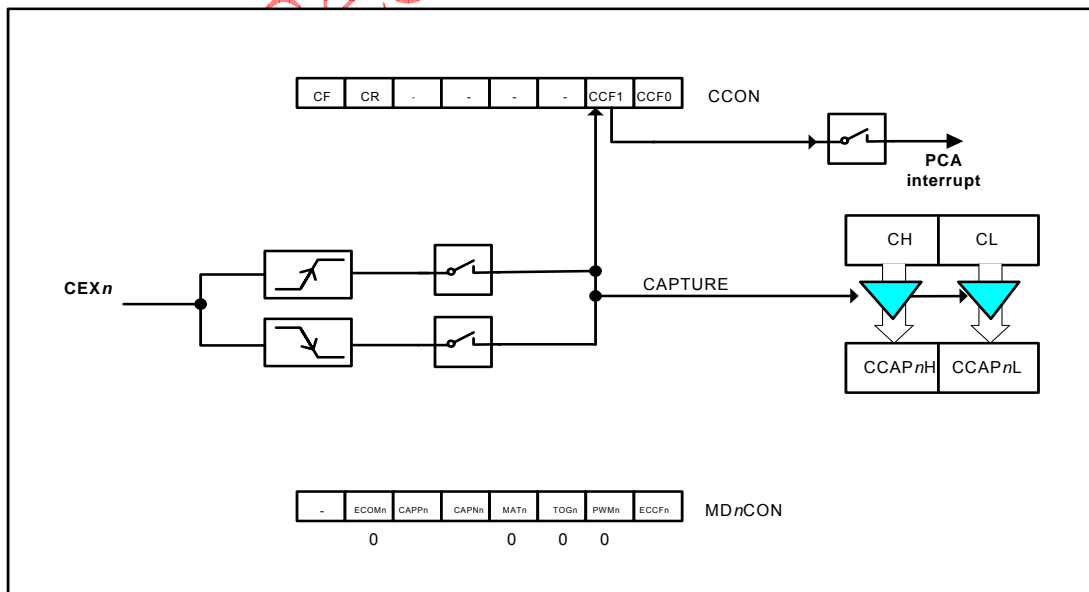 CF CR - - - - CCF1 CCF0 CCON
PCA
interrupt
CH CL
CEXn
CAPTURE
CCAPnH CCAPnL
- ECOMn CAPPn CAPNn MATn TOGn PWMn ECCFn MDnCON
0 0 0 0